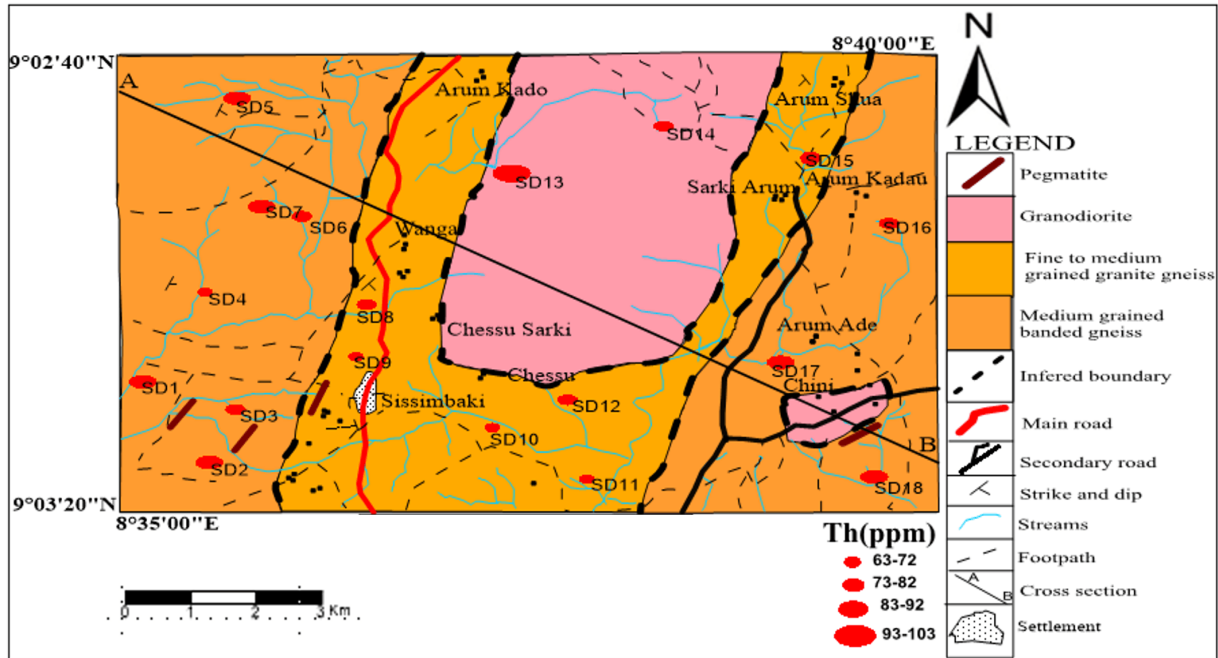 8°40'00"E
N
9°02'40"N
A
Arum Kado
Arum Shua
SD5
SD14
LEGEND
SD15
Pegmatite
SD13
Sarki Arum
Arum Kadau
SD7
SD6
Granodiorite
SD16
Wanga
Fine to medium
grained granite gneiss
SD4
SD8
Chessu Sarki
Arum Ade
Medium grained
banded gneiss
SD9
SD17
Chessu
Chini
Infered boundary
SD1
Sissimbaki
SD12
SD3
Main road
SD10
B
SD2
Secondary road
SD11
SD18
Strike and dip
9°03'20"N
8°35'00"E
Streams
Th(ppm)
63-72
Footpath
73-82
A
B
Cross section
83-92
93-103
Settlement
0 1 2 3 Km